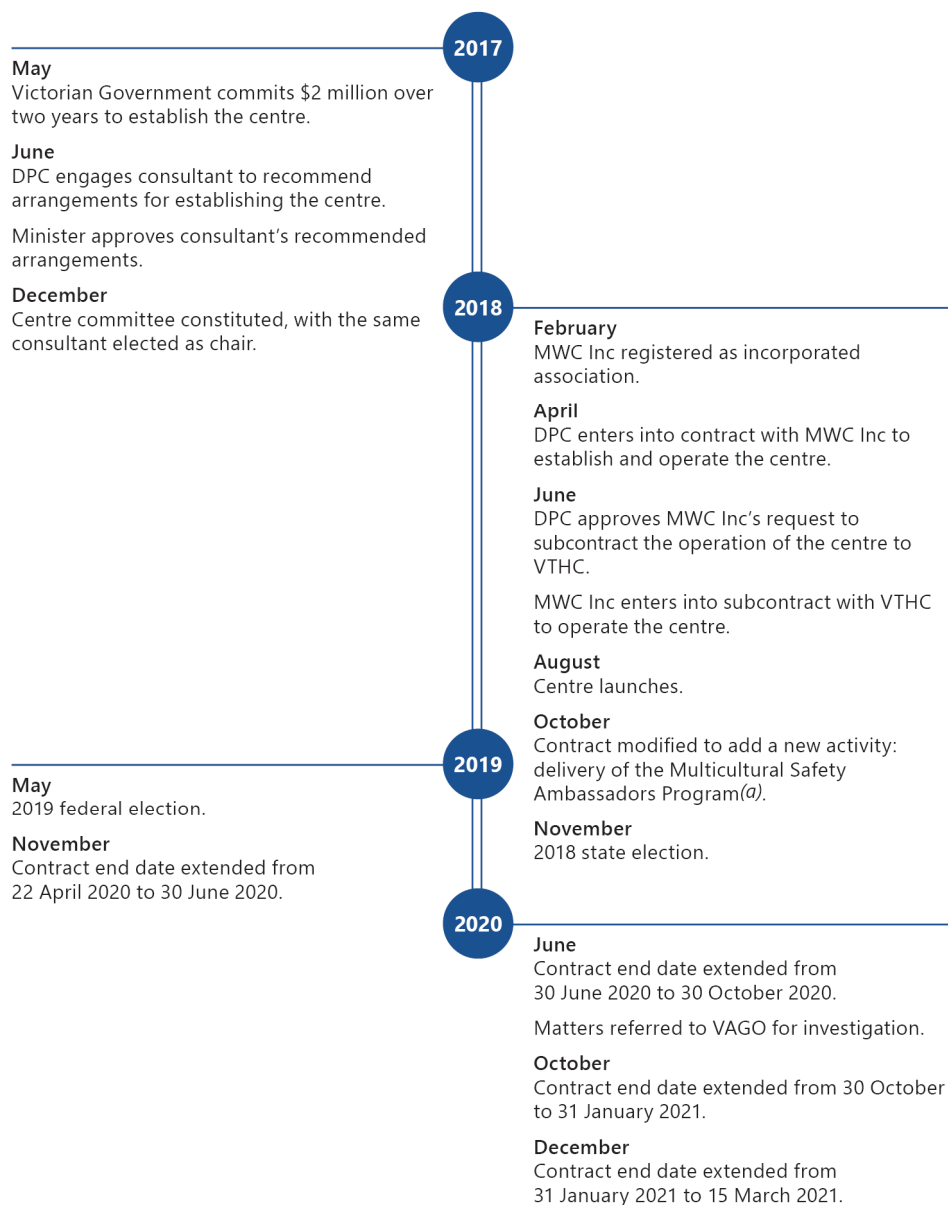 2017
May
Victorian Government commits $2 million over
two years to establish the centre.
June
DPC engages consultant to recommend
arrangements for establishing the centre.
Minister approves consultant's recommended
arrangements.
December
Centre committee constituted, with the same
consultant elected as chair.
2018
February
MWC Inc registered as incorporated
association.
April
DPC enters into contract with MWC Inc to
establish and operate the centre.
June
DPC approves MWC Inc's request to
subcontract the operation of the centre to
VTHC.
MWC Inc enters into subcontract with VTHC
to operate the centre.
August
Centre launches.
October
Contract modified to add a new activity:
delivery of the Multicultural Safety
Ambassadors Program(a).
November
2018 state election.
2019
May
2019 federal election.
November
Contract end date extended from
22 April 2020 to 30 June 2020.
2020
June
Contract end date extended from
30 June 2020 to 30 October 2020.
Matters referred to VAGO for investigation.
October
Contract end date extended from 30 October
to 31 January 2021.
December
Contract end date extended from
31 January 2021 to 15 March 2021.